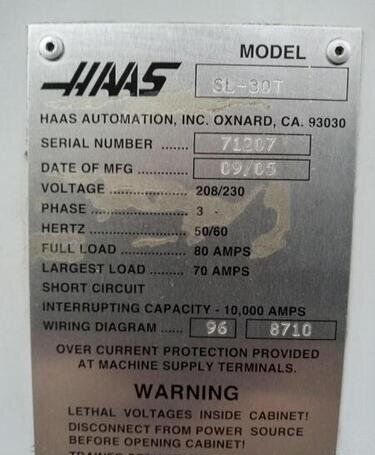 MODEL
HAAS SL-30T
HAAS AUTOMATION, INC. OXNARD, CA. 93030
SERIAL NUMBER ........ 71307
DATE OF MFG ............. 09/05
VOLTAGE .................... 208/230
PHASE ........................ 3
HERTZ ........................ 50/60
FULL LOAD ................ 80 AMPS
LARGEST LOAD ......... 70 AMPS
SHORT CIRCUIT
INTERRUPTING CAPACITY - 10,000 AMPS
WIRING DIAGRAM ....... 96 8710
OVER CURRENT PROTECTION PROVIDED
AT MACHINE SUPPLY TERMINALS.
WARNING
LETHAL VOLTAGES INSIDE CABINET!
DISCONNECT FROM POWER SOURCE
BEFORE OPENING CABINET!